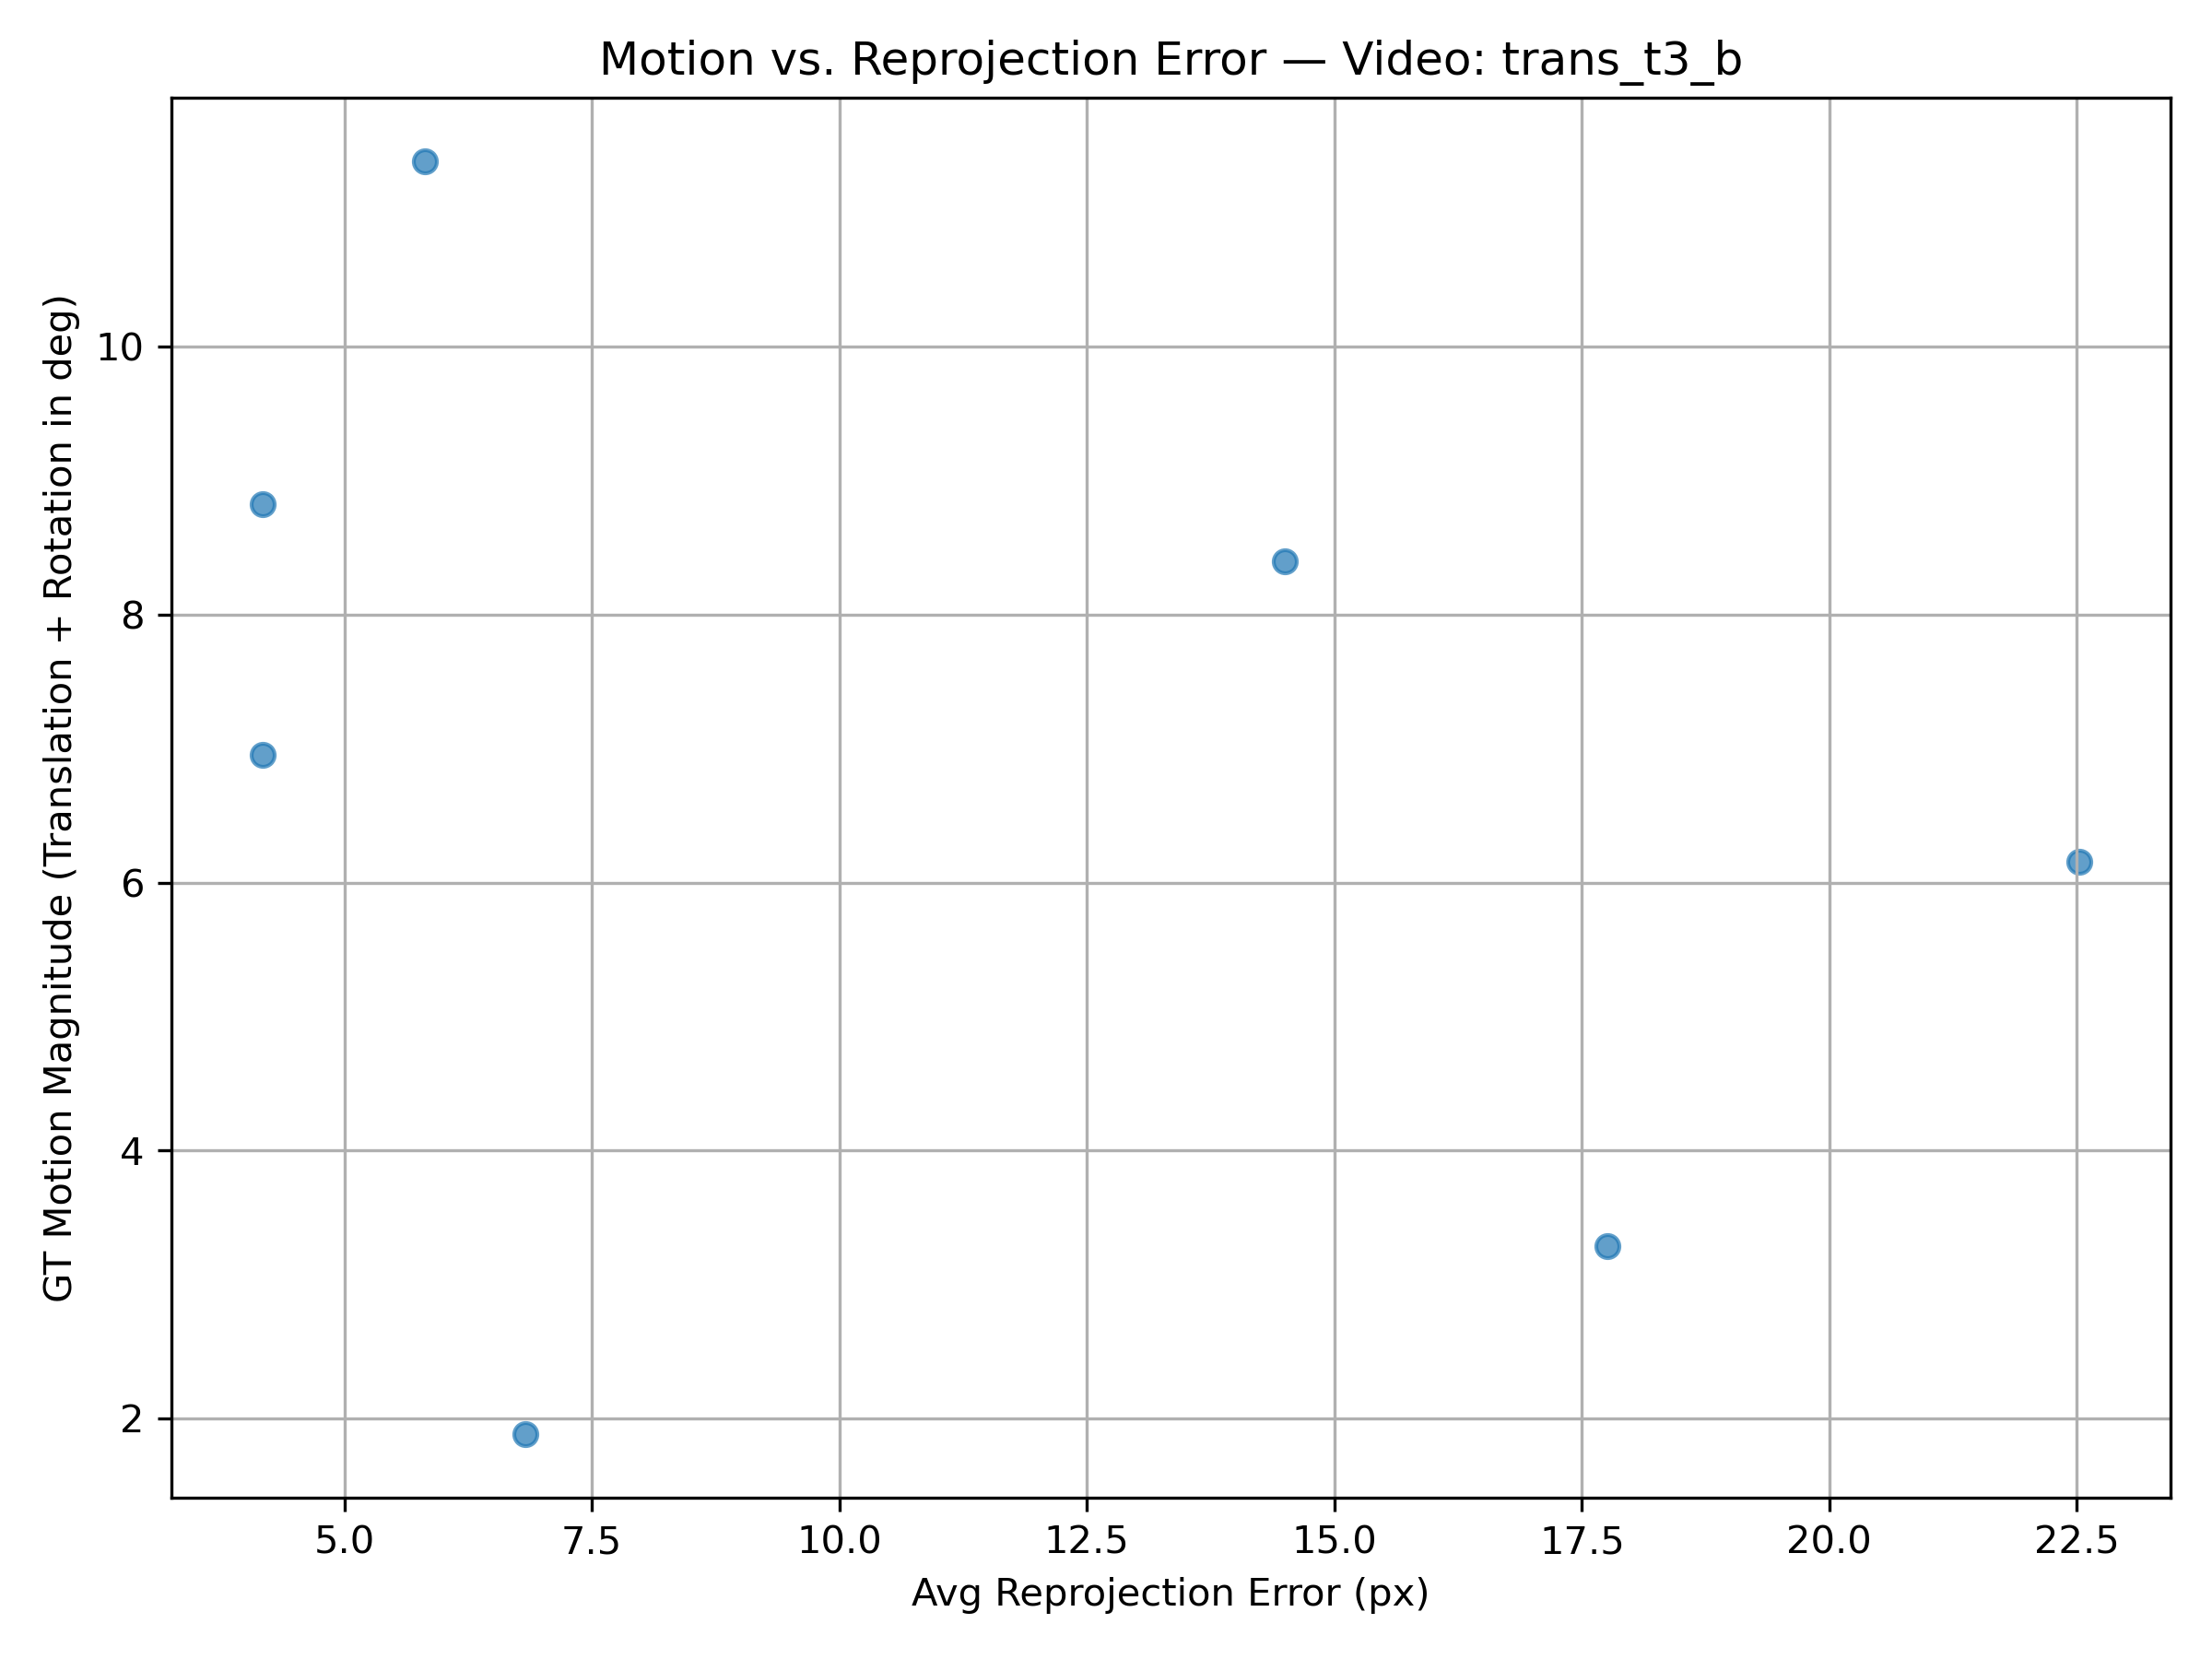 Motion vs. Reprojection Error — Video: trans_t3_b
GT Motion Magnitude (Translation + Rotation in deg)
10
8
6
4
2
5.0 7.5 10.0 12.5 15.0 17.5 20.0 22.5
Avg Reprojection Error (px)